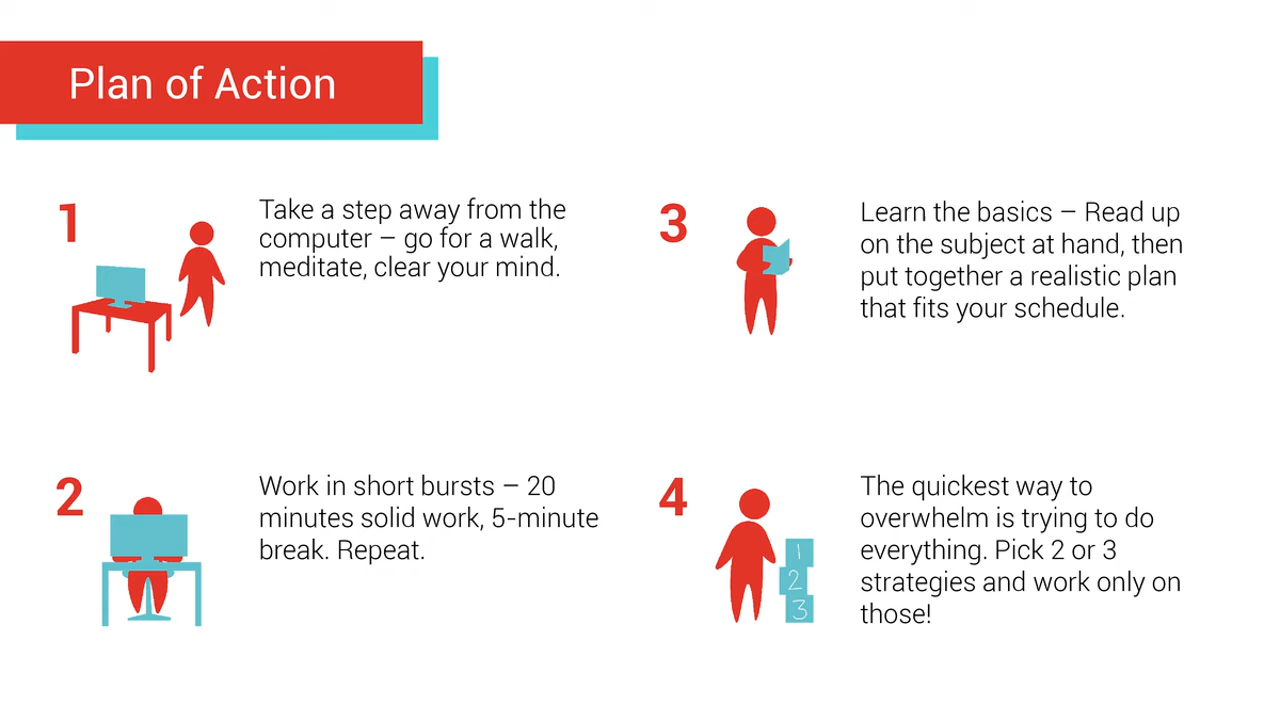 Plan of Action
1
Take a step away from the
computer – go for a walk,
meditate, clear your mind.
2
Work in short bursts – 20
minutes solid work, 5-minute
break. Repeat.
3
Learn the basics – Read up
on the subject at hand, then
put together a realistic plan
that fits your schedule.
4
1
2
3
The quickest way to
overwhelm is trying to do
everything. Pick 2 or 3
strategies and work only on
those!